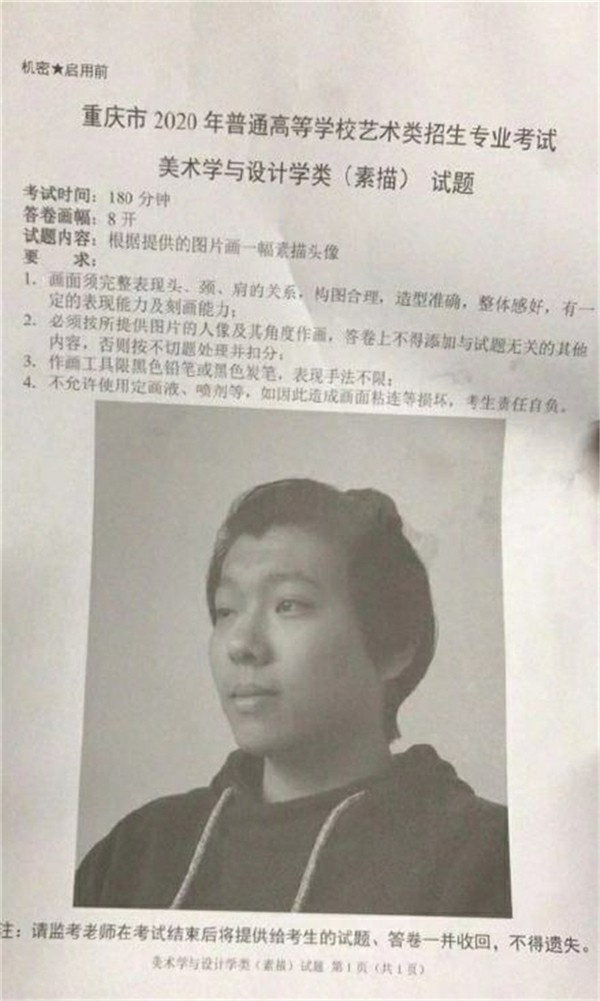 机密★启用前
重庆市 2020 年普通高等学校艺术类招生专业考试
美术学与设计学类（素描） 试题
考试时间：180 分钟
答卷画幅：8 开
试题内容：根据提供的图片画一幅素描头像
要　　求：
1. 画面须完整表现头、颈、肩的关系，构图合理，造型准确，整体感好，有一
定的表现能力及刻画能力；
2. 必须按所提供图片的人像及其角度作画，答卷上不得添加与试题无关的其他
内容，否则按不切题处理并扣分；
3. 作画工具限黑色铅笔或黑色炭笔，表现手法不限；
4. 不允许使用定画液、喷剂等，如因此造成画面粘连等损坏，考生责任自负。
注：请监考老师在考试结束后将提供给考生的试题、答卷一并收回，不得遗失。
美术学与设计学类（素描）试题 第 1 页（共 1 页）